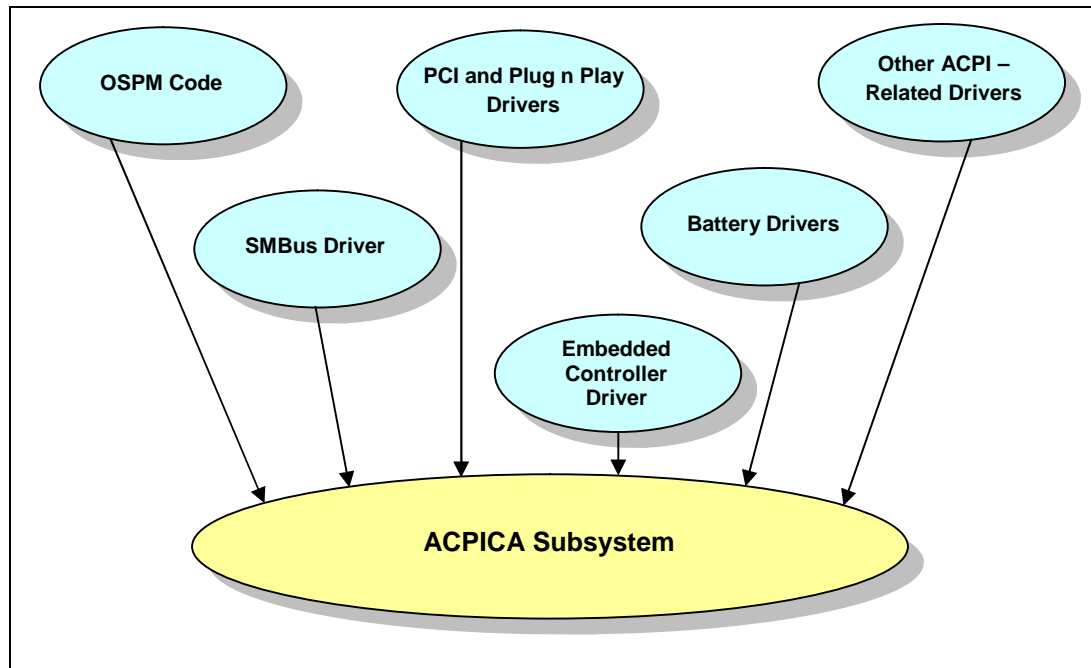 OSPM Code
PCI and Plug n Play
Drivers
Other ACPI –
Related Drivers
SMBus Driver
Battery Drivers
Embedded
Controller
Driver
ACPICA Subsystem